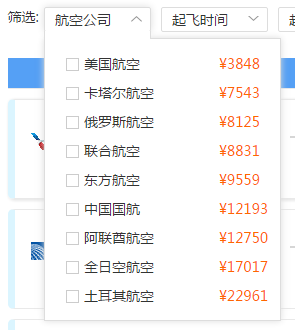 筛选: 航空公司 起飞时间
美国航空 ¥3848
卡塔尔航空 ¥7543
俄罗斯航空 ¥8125
联合航空 ¥8831
东方航空 ¥9559
中国国航 ¥12193
阿联酋航空 ¥12750
全日空航空 ¥17017
土耳其航空 ¥22961